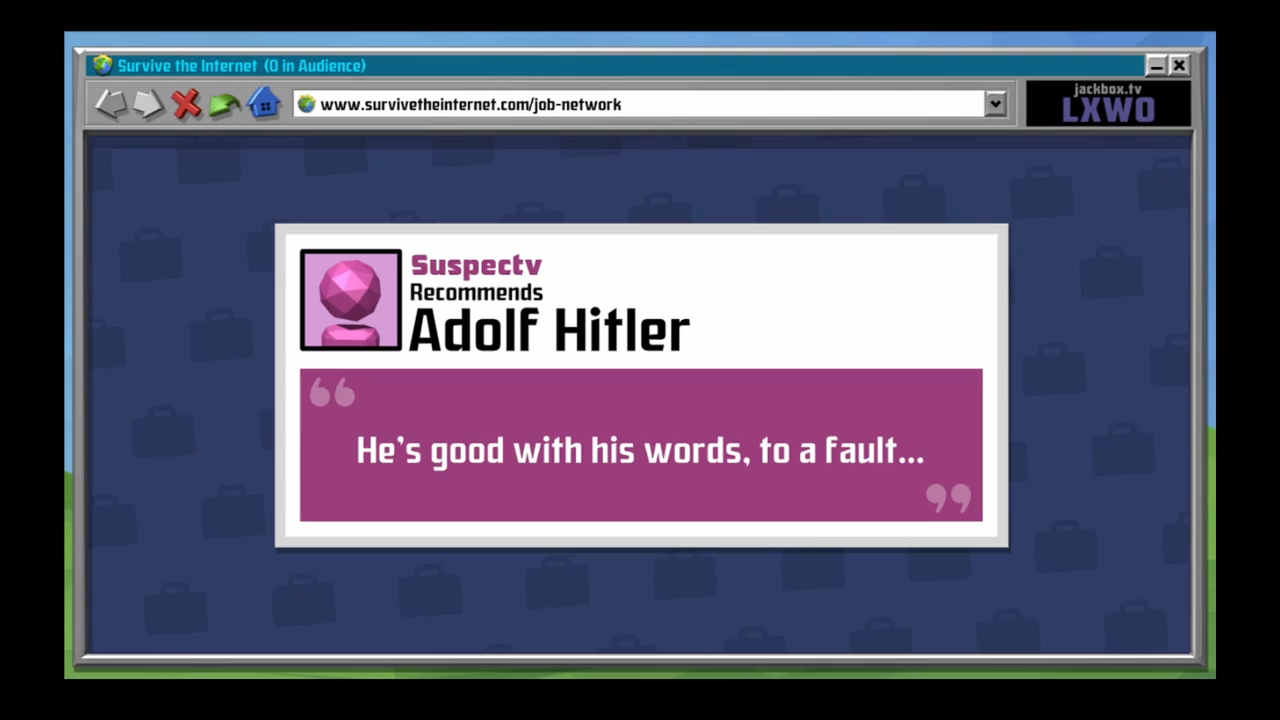 Survive the Internet (0 in Audience)
www.survivetheinternet.com/job-network
jackbox.tv
LXWO
Suspectv
Recommends
Adolf Hitler
“
He's good with his words, to a fault...
”